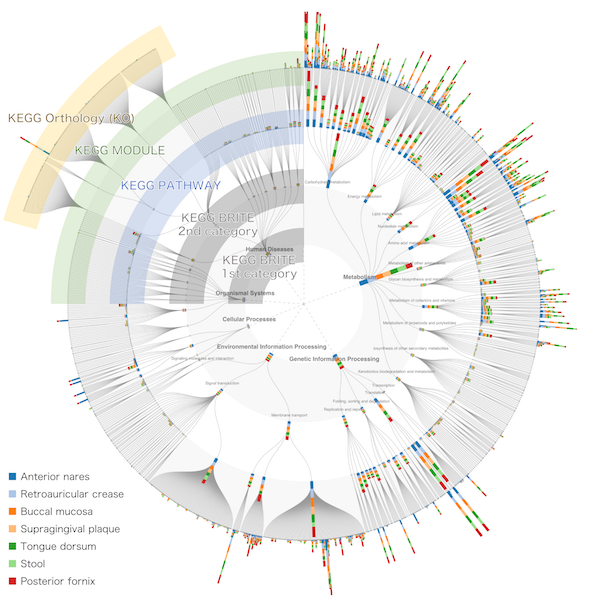 KEGG Orthology (KO)
KEGG MODULE
KEGG PATHWAY
KEGG BRITE
2nd category
KEGG BRITE
1st category
Human Diseases
Organismal Systems
Cellular Processes
Environmental Information Processing
Genetic Information Processing
Metabolism
Carbohydrate metabolism
Energy metabolism
Lipid metabolism
Nucleotide metabolism
Amino acid metabolism
Glycan biosynthesis and metabolism
Metabolism of cofactors and vitamins
Metabolism of terpenoids and polyketides
biosynthesis of other secondary metabolites
Xenobiotics biodegradation and metabolism
Transcription
Translation
Folding, sorting and degradation
Replication and repair
Membrane transport
Signal transduction
Signaling molecules and interaction
Anterior nares
Retroauricular crease
Buccal mucosa
Supragingival plaque
Tongue dorsum
Stool
Posterior fornix